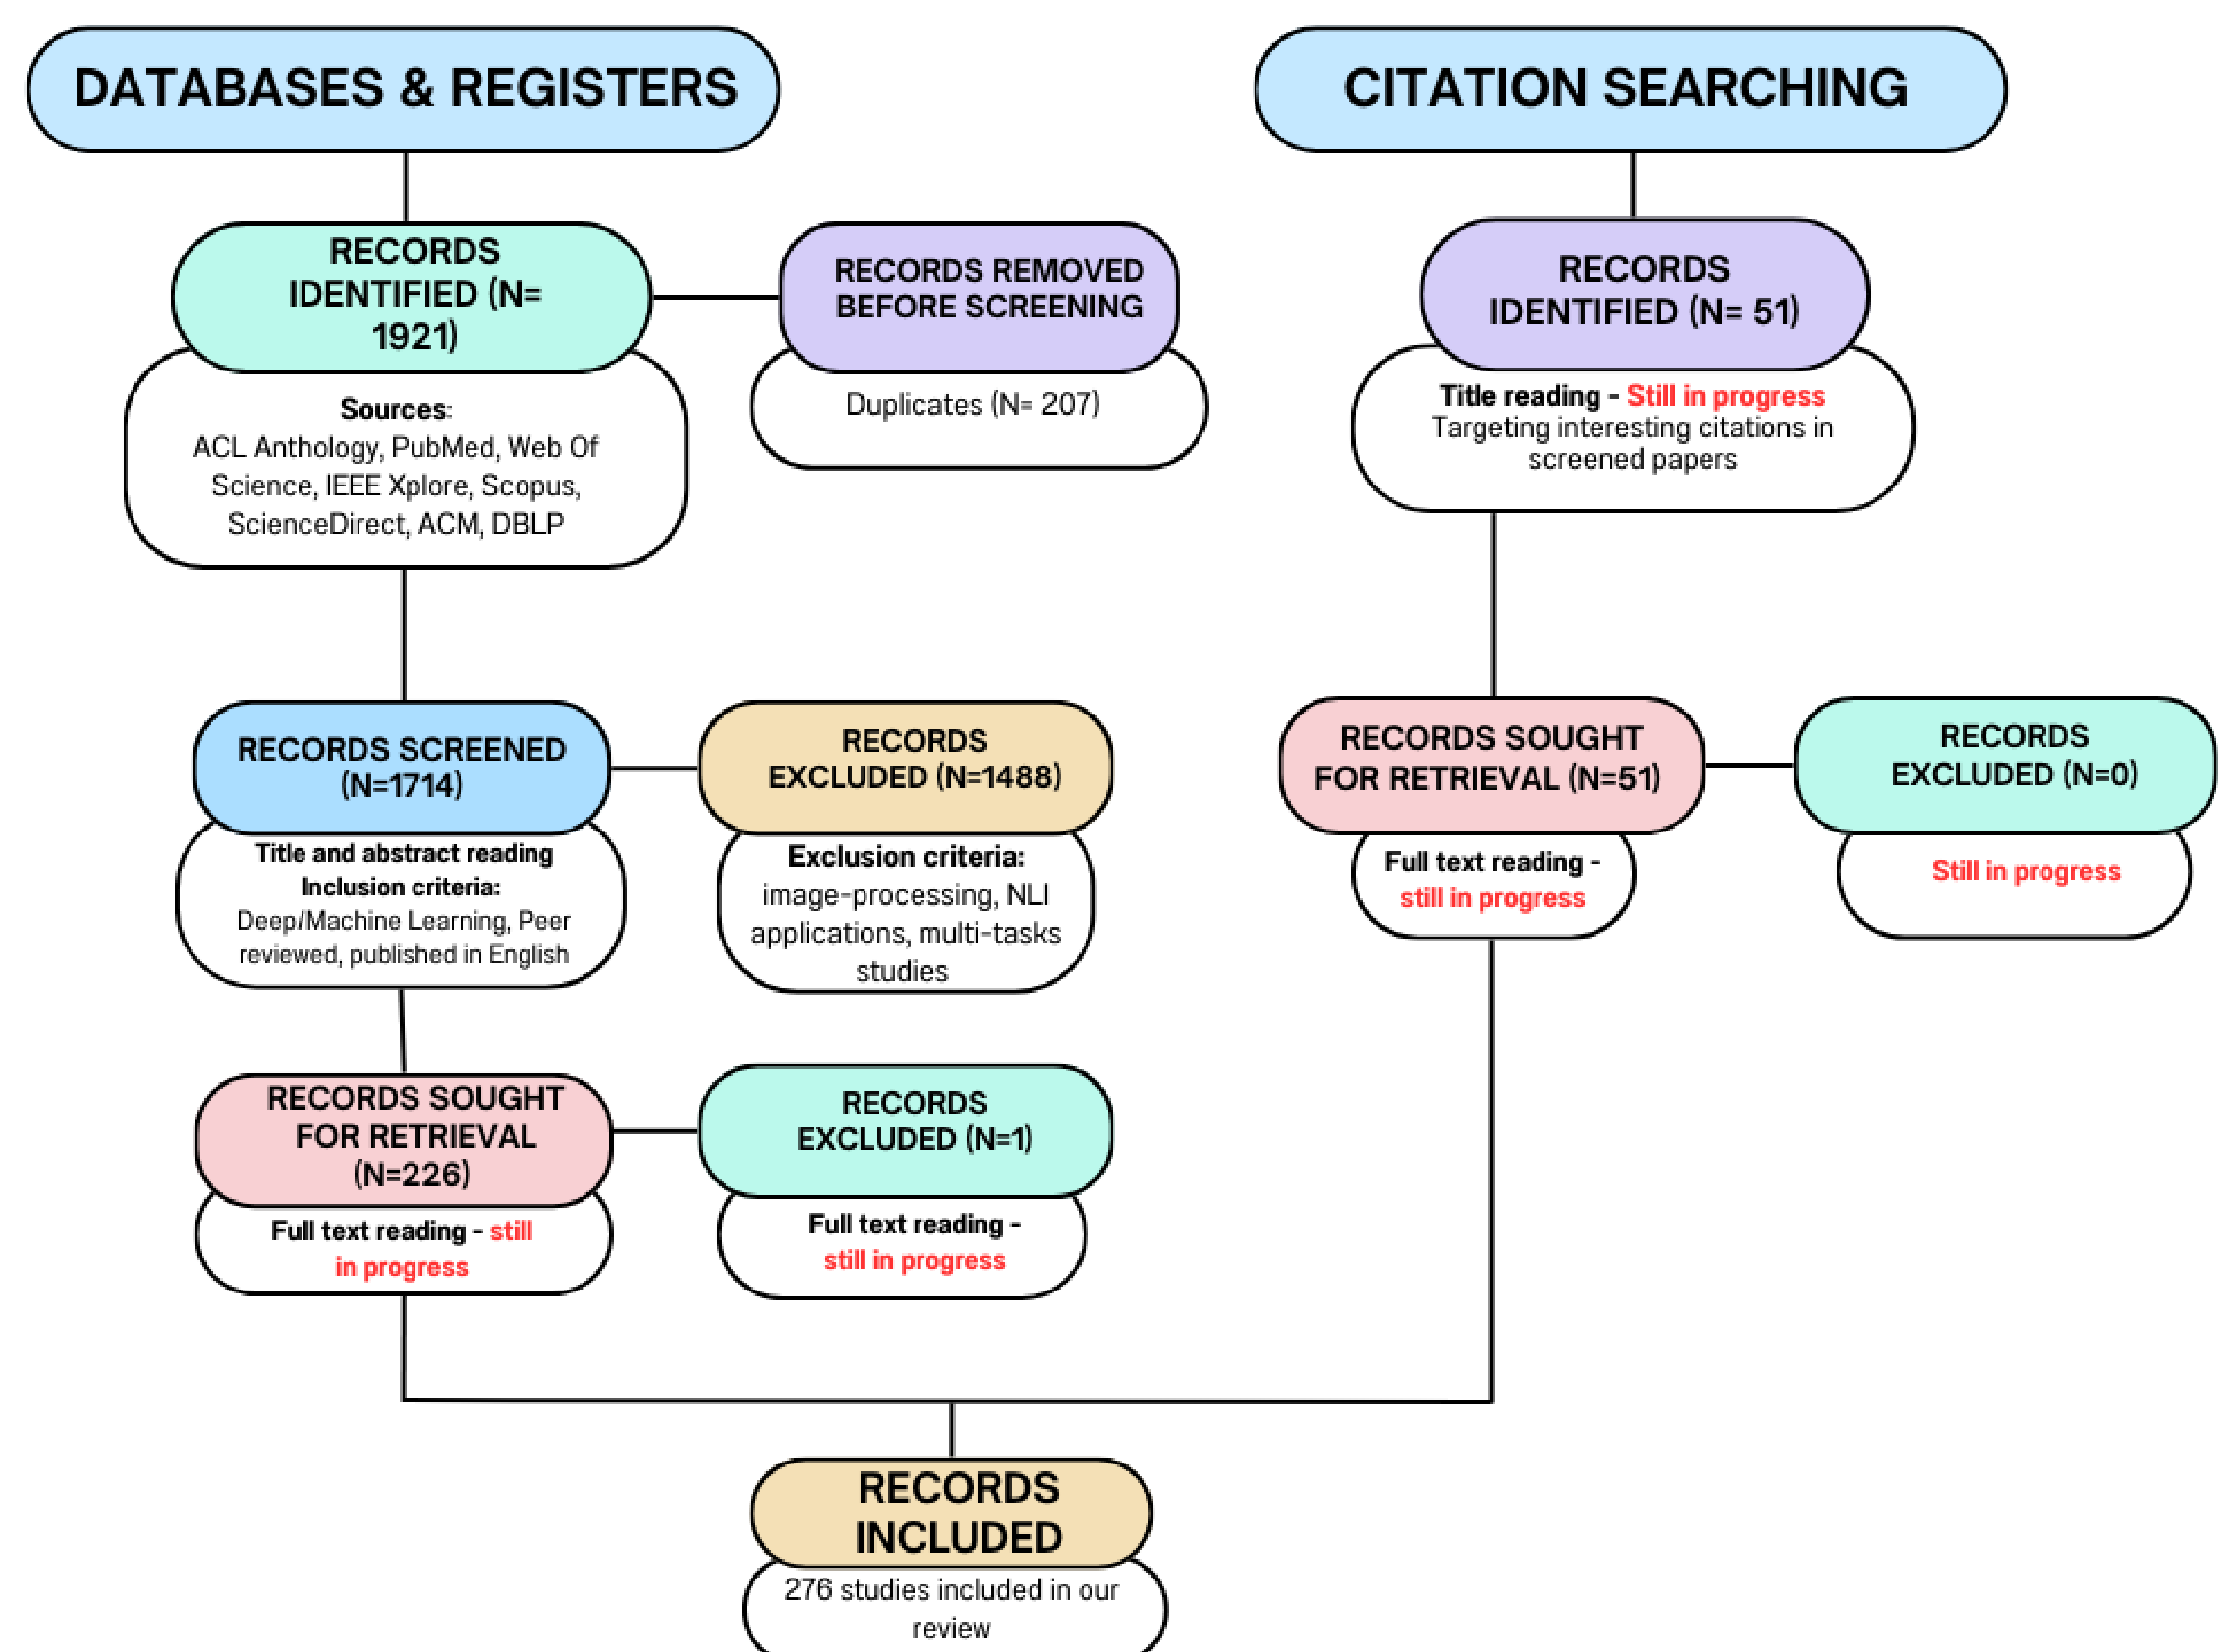 DATABASES & REGISTERS
RECORDS
IDENTIFIED (N=
1921)
Sources:
ACL Anthology, PubMed, Web Of
Science, IEEE Xplore, Scopus,
ScienceDirect, ACM, DBLP
RECORDS REMOVED
BEFORE SCREENING
Duplicates (N= 207)
RECORDS SCREENED
(N=1714)
Title and abstract reading
Inclusion criteria:
Deep/Machine Learning, Peer
reviewed, published in English
RECORDS
EXCLUDED (N=1488)
Exclusion criteria:
image-processing, NLI
applications, multi-tasks
studies
RECORDS SOUGHT
FOR RETRIEVAL
(N=226)
Full text reading - still
in progress
RECORDS
EXCLUDED (N=1)
Full text reading -
still in progress
CITATION SEARCHING
RECORDS
IDENTIFIED (N= 51)
Title reading - Still in progress
Targeting interesting citations in
screened papers
RECORDS SOUGHT
FOR RETRIEVAL (N=51)
Full text reading -
still in progress
RECORDS
EXCLUDED (N=0)
Still in progress
RECORDS
INCLUDED
276 studies included in our
review